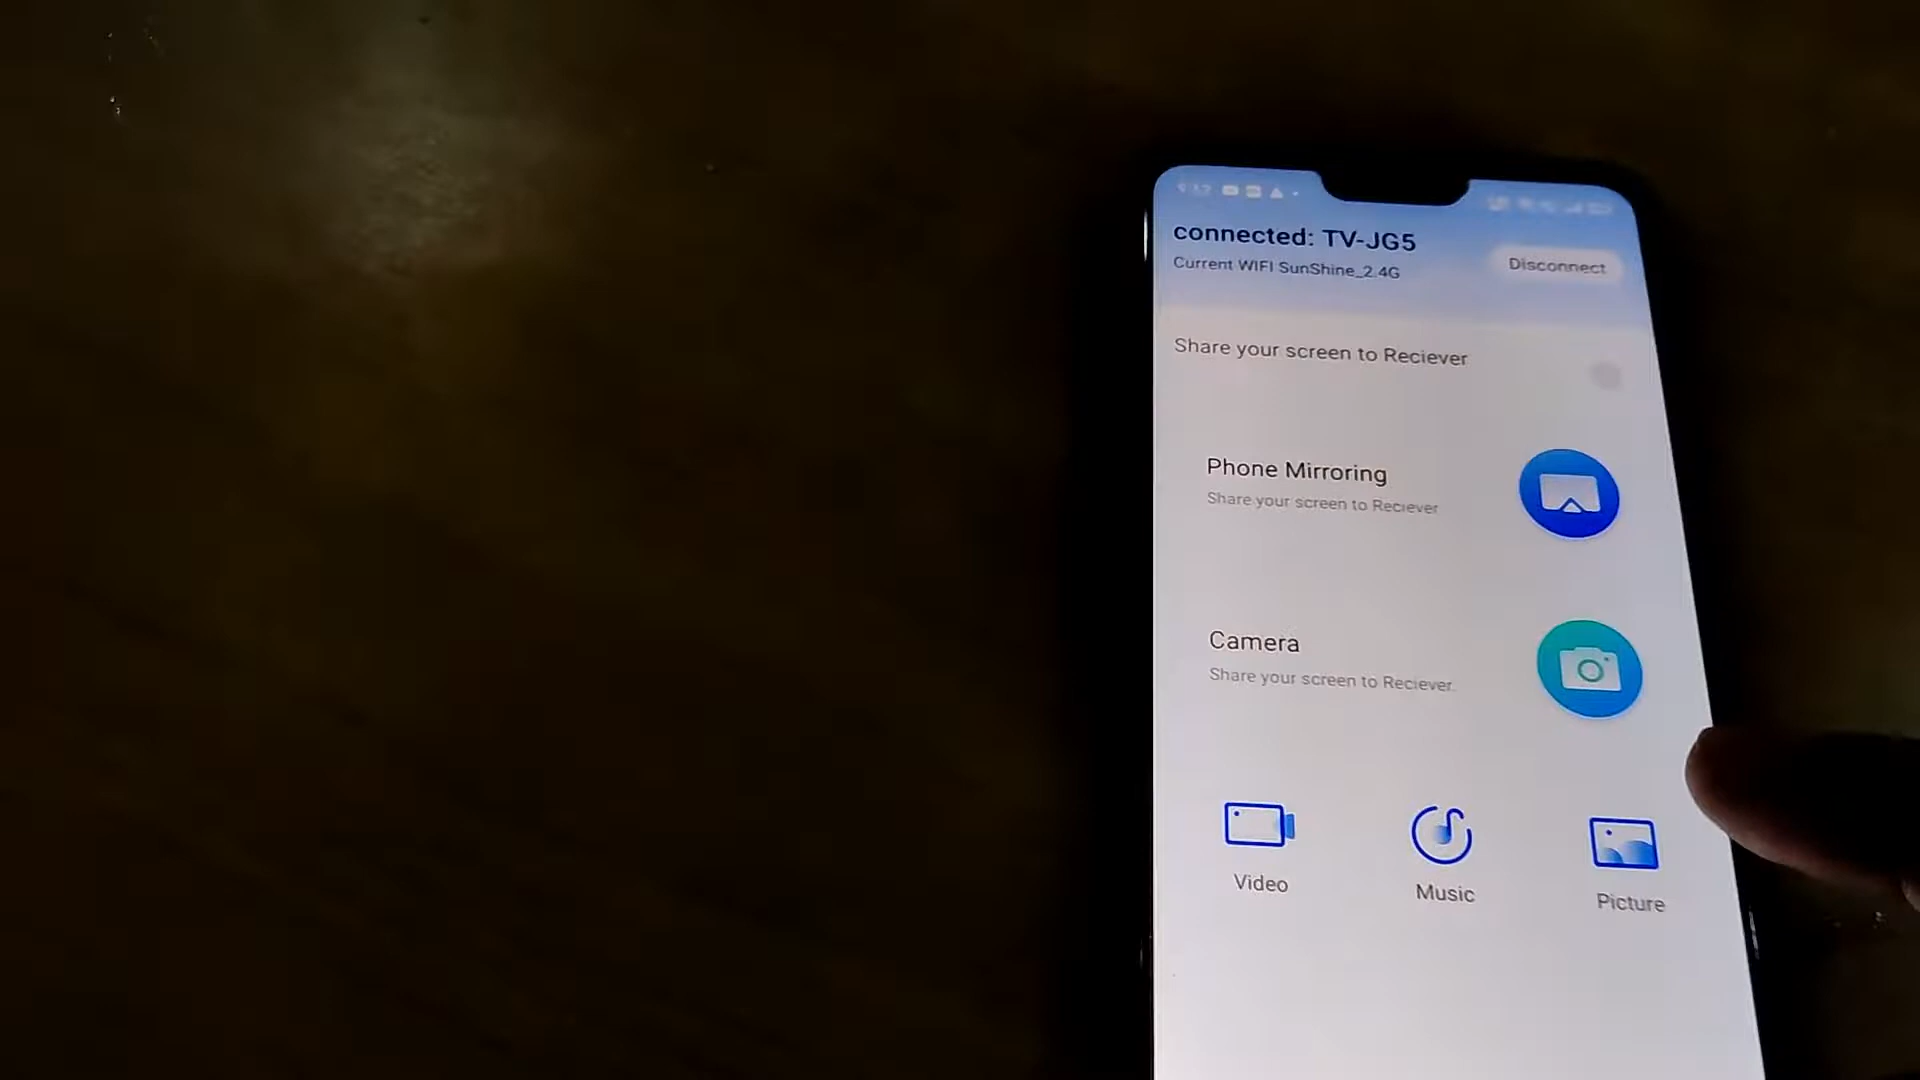 connected: TV-JG5
Disconnect
Current WIFI SunShine_2.4G
Share your screen to Reciever
Phone Mirroring
Share your screen to Reciever
Camera
Share your screen to Reciever.
Video
Music
Picture